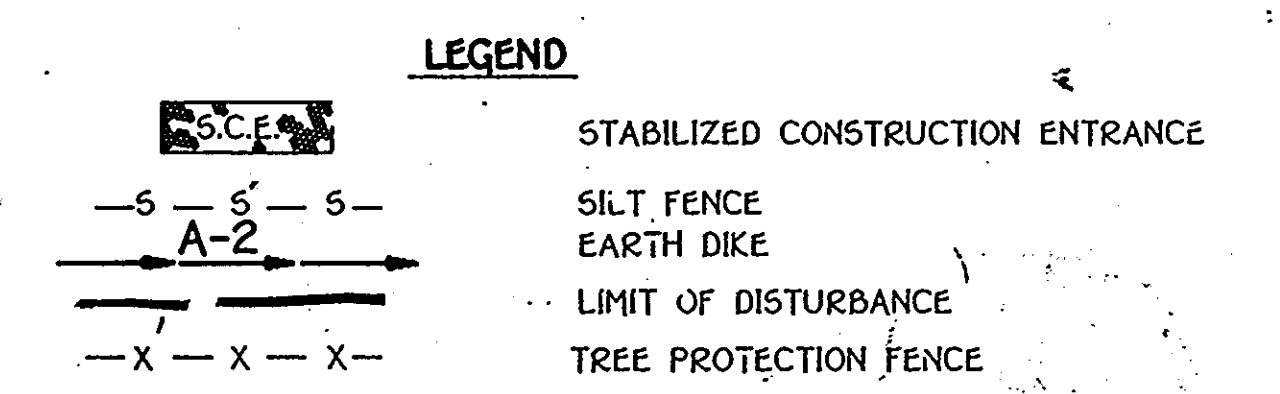 LEGEND
S.C.E. STABILIZED CONSTRUCTION ENTRANCE
—S — S — S— SILT FENCE
A-2 EARTH DIKE
LIMIT OF DISTURBANCE
—X — X — X— TREE PROTECTION FENCE